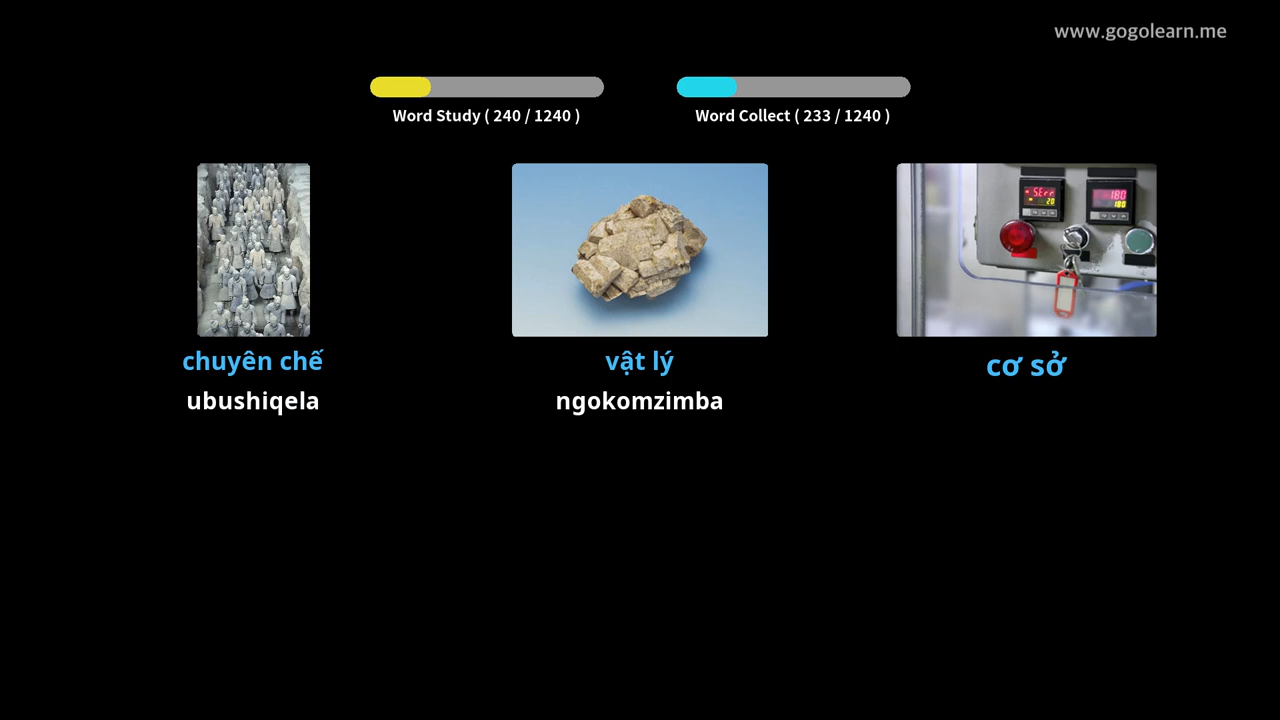 www.gogolearn.me
Word Study ( 240 / 1240 )
Word Collect ( 233 / 1240 )
chuyên chế
ubushiqela
vật lý
ngokomzimba
cơ sở